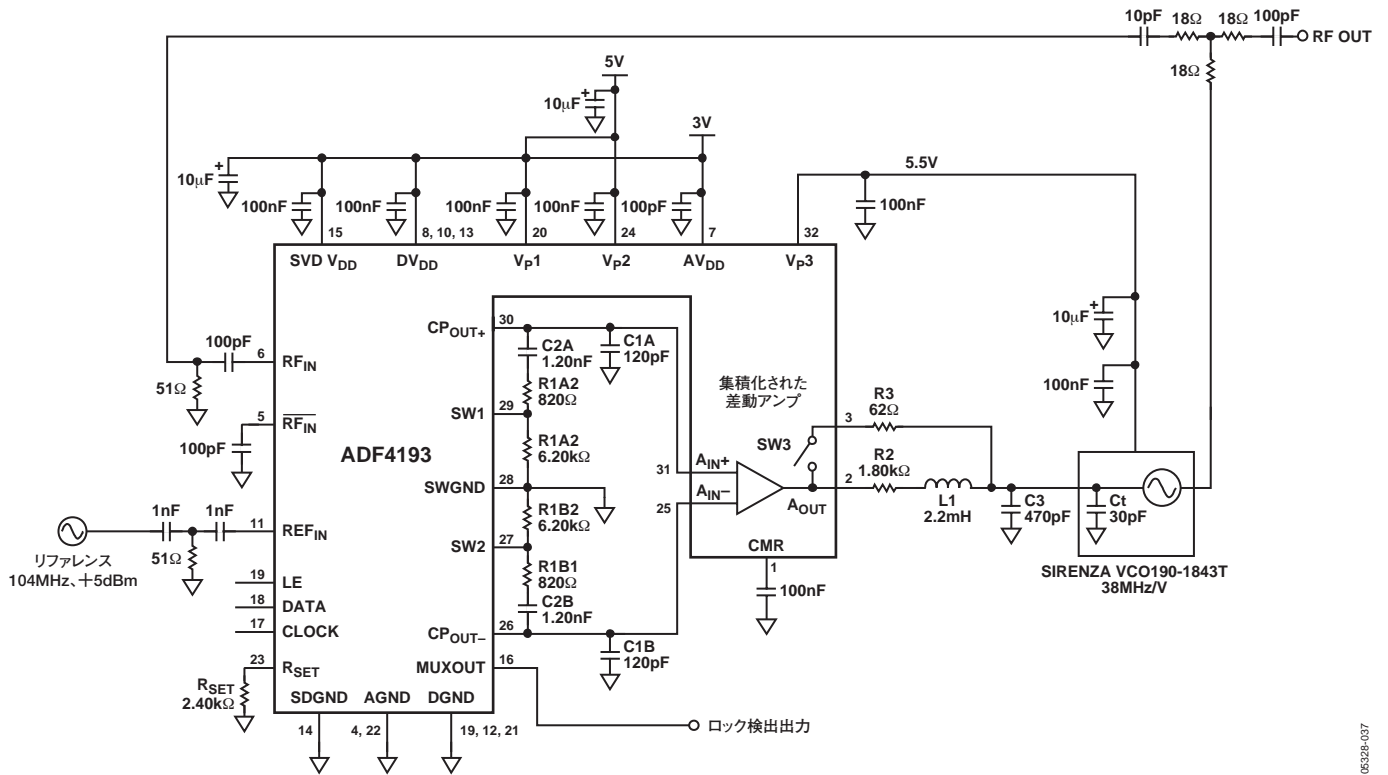 10pF 18Ω 18Ω 100pF
RF OUT
18Ω
5V
10μF +
3V
10μF +
5.5V
100nF 100nF 100nF 100nF 100pF
100nF
15 8, 10, 13 20 24 7 32
SVD VDD DVDD VP1 VP2 AVDD VP3
10μF +
100nF
100pF
6 RFIN
51Ω
5 RFIN
100pF
ADF4193
1nF 1nF
11 REFIN
51Ω
リファレンス
104MHz、+5dBm
19 LE
18 DATA
17 CLOCK
23 RSET
RSET
2.40kΩ
SDGND AGND DGND
14 4, 22 19, 12, 21
CPOUT+ 30
C2A
1.20nF
C1A
120pF
R1A2
820Ω
SW1 29
R1A2
6.20kΩ
SWGND 28
R1B2
6.20kΩ
SW2 27
R1B1
820Ω
C2B
1.20nF
CPOUT– 26
C1B
120pF
MUXOUT 16
ロック検出出力
集積化された
差動アンプ
31 AIN+
25 AIN–
SW3
AOUT
CMR
1
100nF
3
R3
62Ω
2
R2
1.80kΩ
L1
2.2mH
C3
470pF
Ct
30pF
SIRENZA VCO190-1843T
38MHz/V
05328-037